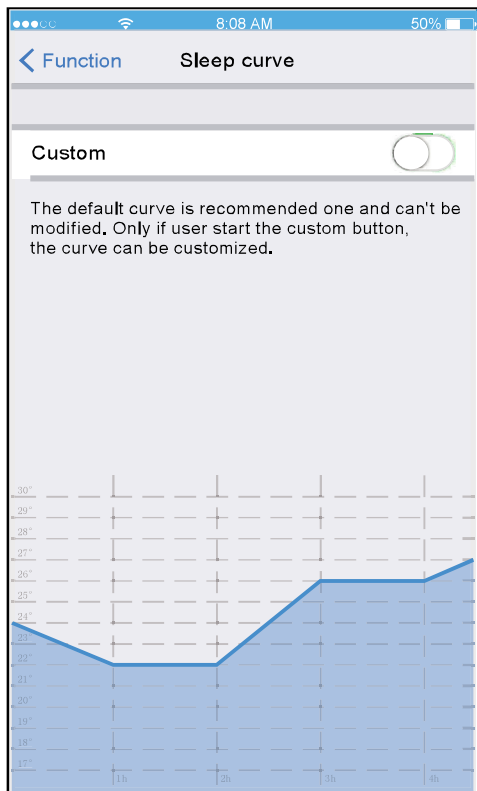 8:08 AM 50%
Function Sleep curve
Custom
The default curve is recommended one and can't be
modified. Only if user start the custom button,
the curve can be customized.
30°
29°
28°
27°
26°
25°
24°
23°
22°
21°
20°
19°
18°
17°
1h 2h 3h 4h